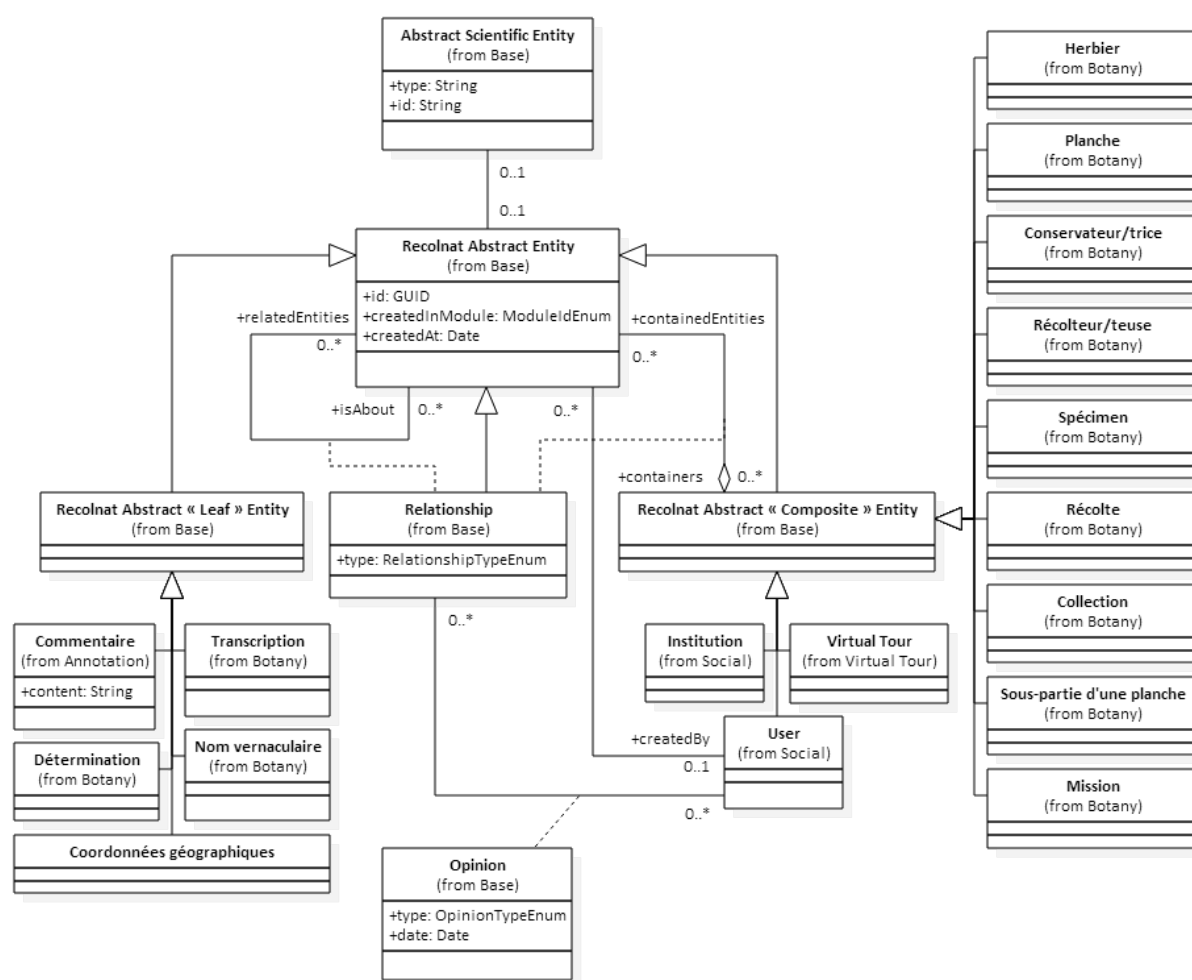 Abstract Scientific Entity
(from Base)
+type: String
+id: String
0..1
0..1
Recolnat Abstract Entity
(from Base)
+id: GUID
+createdInModule: ModuleIdEnum
+createdAt: Date
+relatedEntities
0..*
+containedEntities
0..*
+isAbout
0..*
0..*
+containers
0..*
Recolnat Abstract « Leaf » Entity
(from Base)
Relationship
(from Base)
+type: RelationshipTypeEnum
Recolnat Abstract « Composite » Entity
(from Base)
0..*
Commentaire
(from Annotation)
+content: String
Transcription
(from Botany)
Détermination
(from Botany)
Nom vernaculaire
(from Botany)
Coordonnées géographiques
Institution
(from Social)
Virtual Tour
(from Virtual Tour)
+createdBy
0..1
User
(from Social)
0..*
Opinion
(from Base)
+type: OpinionTypeEnum
+date: Date
Herbier
(from Botany)
Planche
(from Botany)
Conservateur/trice
(from Botany)
Récolteur/teuse
(from Botany)
Spécimen
(from Botany)
Récolte
(from Botany)
Collection
(from Botany)
Sous-partie d'une planche
(from Botany)
Mission
(from Botany)